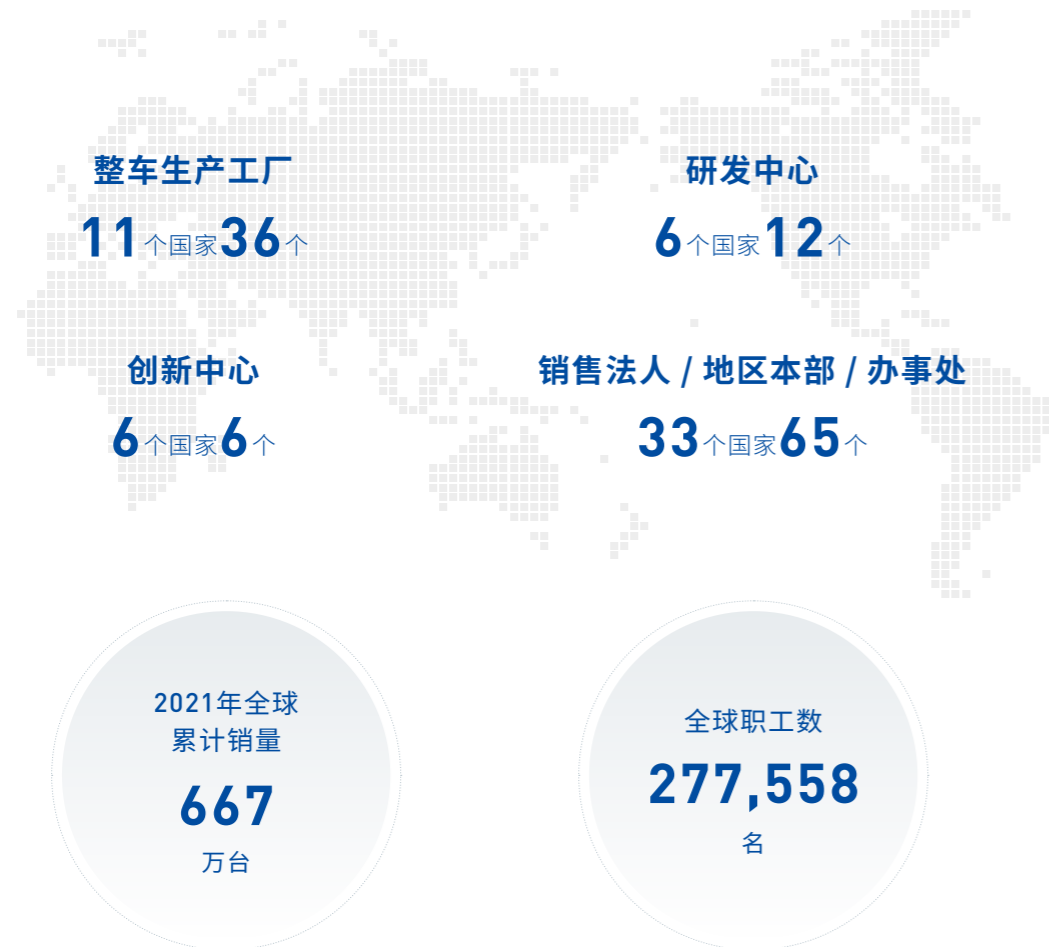 整车生产工厂
11个国家36个
研发中心
6个国家12个
创新中心
6个国家6个
销售法人 / 地区本部 / 办事处
33个国家65个
2021年全球
累计销量
667
万台
全球职工数
277,558
名